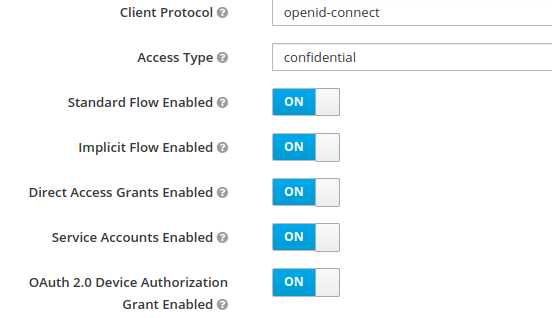 Client Protocol openid-connect
Access Type confidential
Standard Flow Enabled ON
Implicit Flow Enabled ON
Direct Access Grants Enabled ON
Service Accounts Enabled ON
OAuth 2.0 Device Authorization ON
Grant Enabled